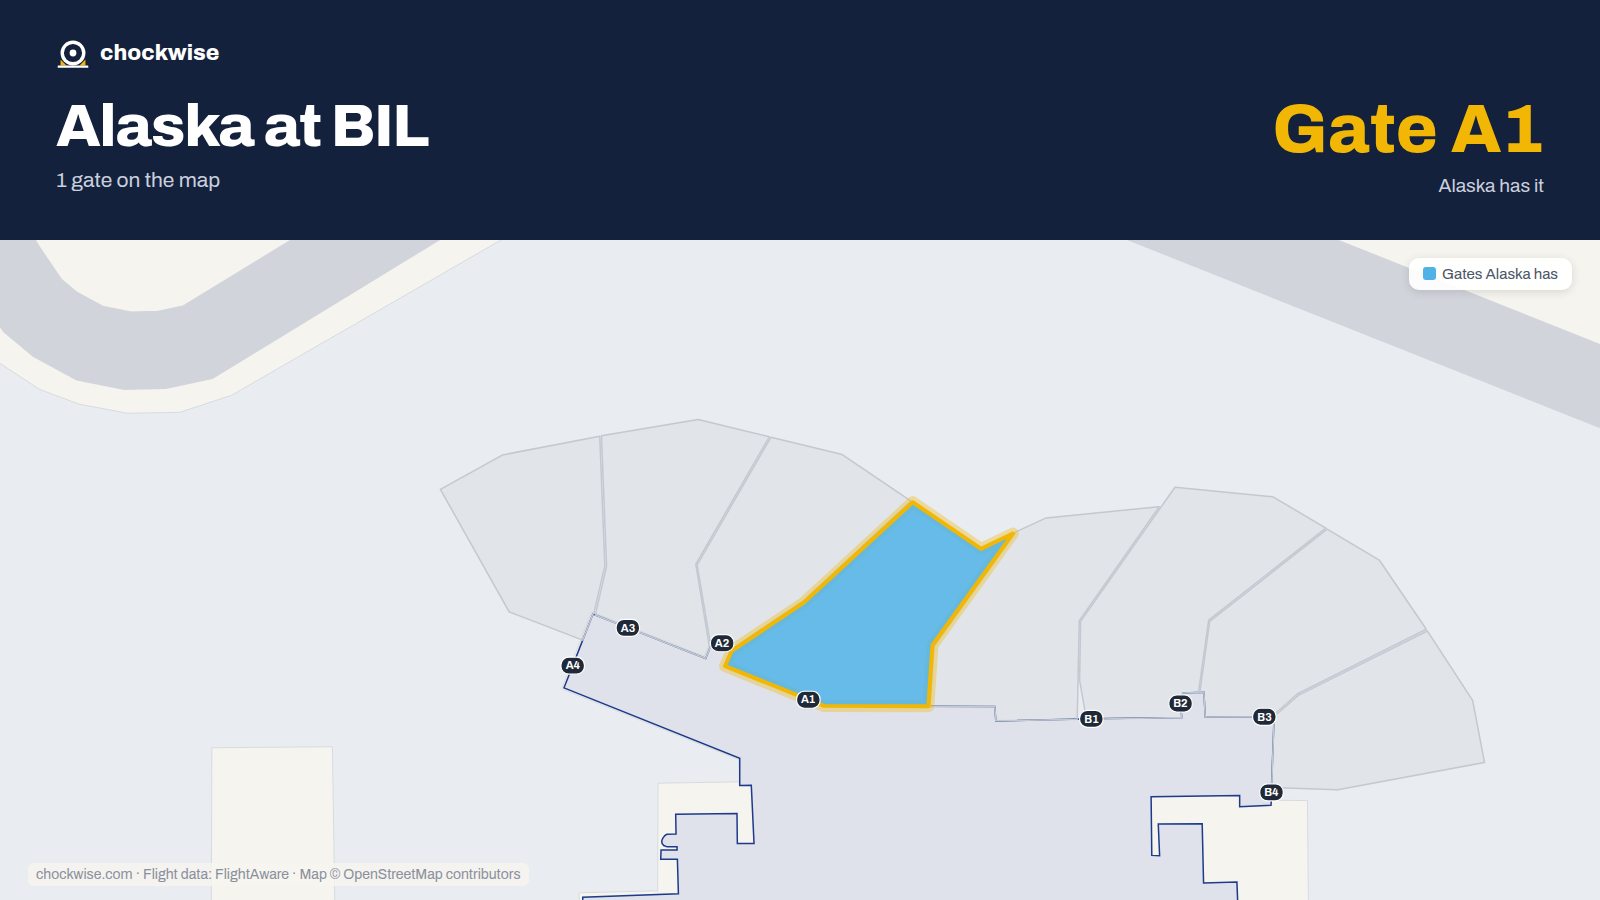 chockwise
Alaska at BIL
1 gate on the map
Gate A1
Alaska has it
Gates Alaska has
A3
A2
A4
A1
B2
B1
B3
B4
chockwise.com · Flight data: FlightAware · Map © OpenStreetMap contributors